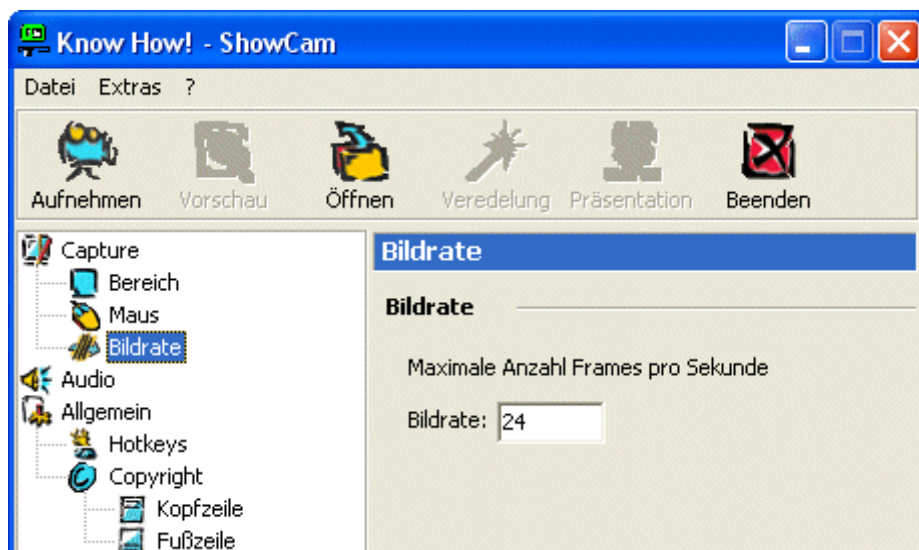 Know How! - ShowCam
Datei Extras ?
Aufnehmen Vorschau Öffnen Veredelung Präsentation Beenden
Capture
Bereich
Maus
Bildrate
Audio
Allgemein
Hotkeys
Copyright
Kopfzeile
Fußzeile
Bildrate
Bildrate
Maximale Anzahl Frames pro Sekunde
Bildrate: 24